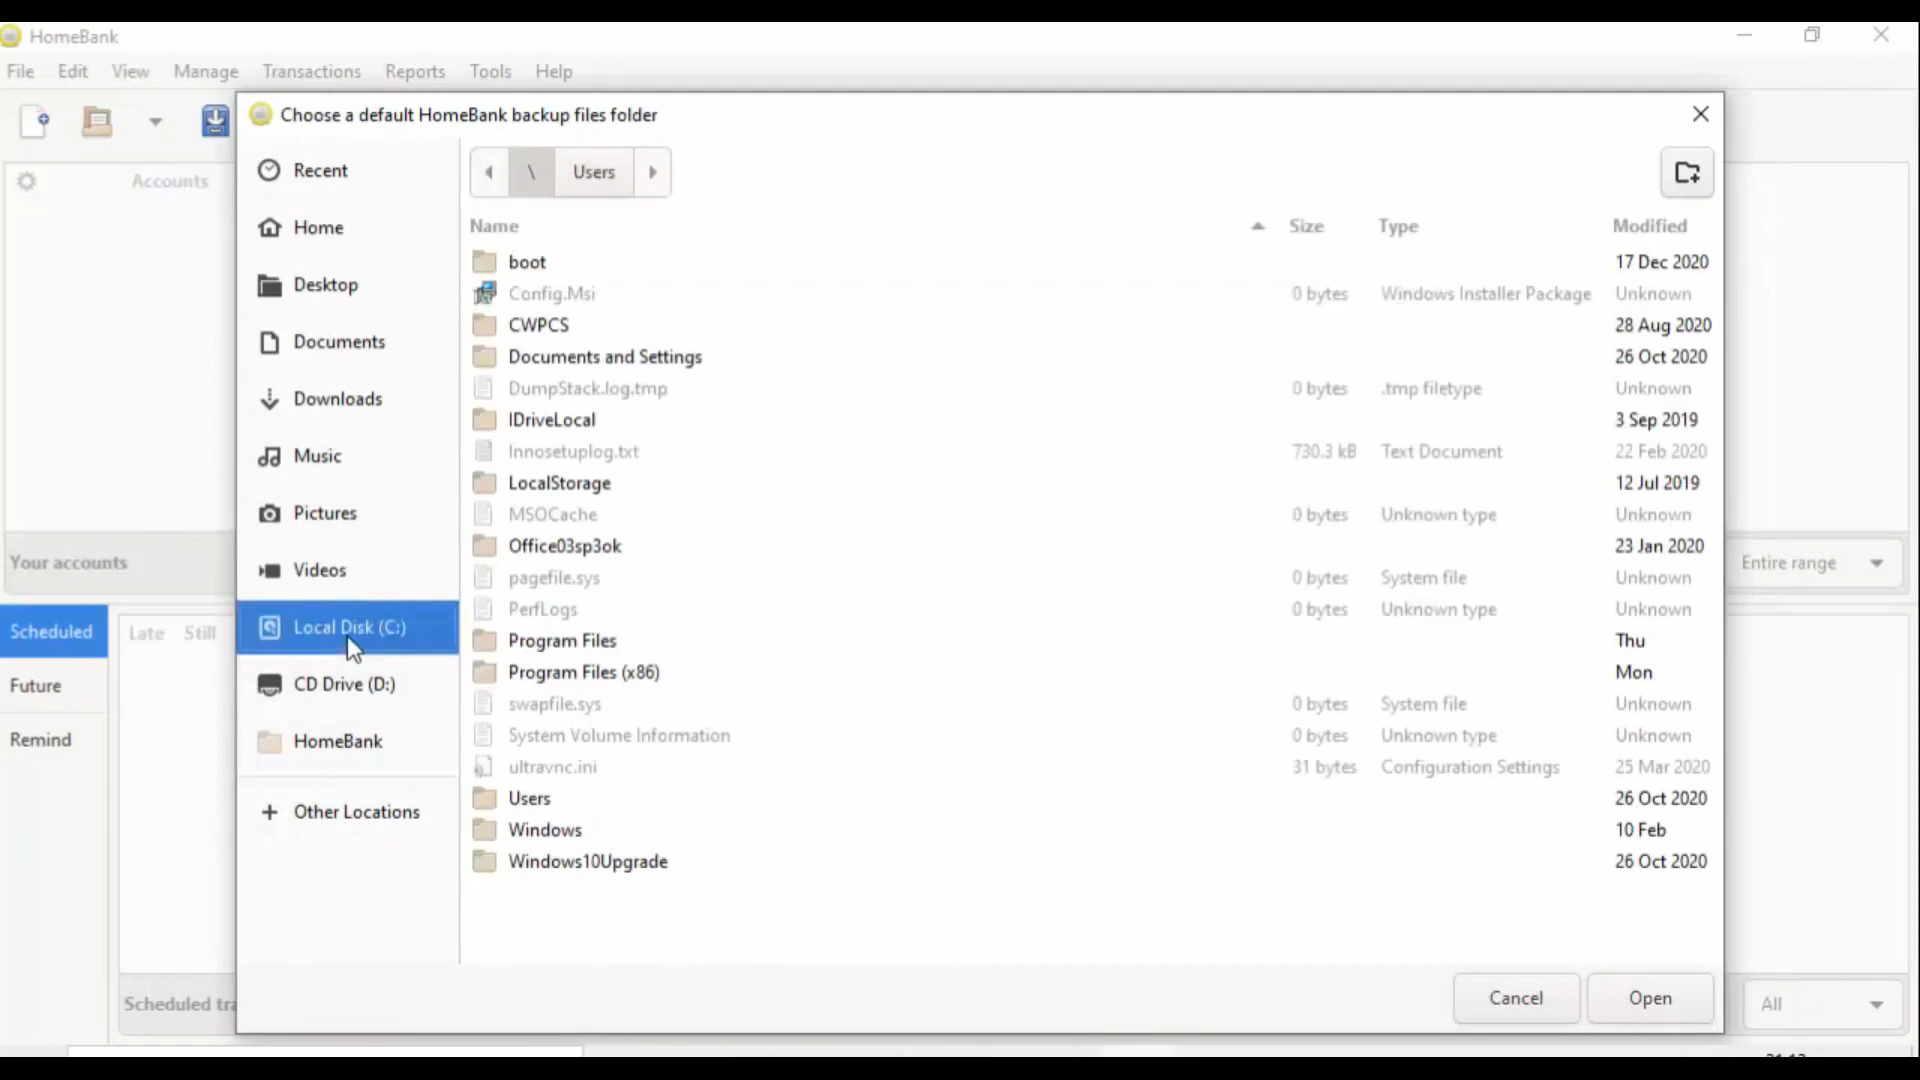 HomeBank
File Edit View Manage Transactions Reports Tools Help
Choose a default HomeBank backup files folder
Accounts
Your accounts
Entire range
Scheduled
Future
Remind
Late Still
Scheduled tra
All
Recent
Home
Desktop
Documents
Downloads
Music
Pictures
Videos
Local Disk (C:)
CD Drive (D:)
HomeBank
+ Other Locations
\ Users
Name Size Type Modified
boot 17 Dec 2020
Config.Msi 0 bytes Windows Installer Package Unknown
CWPCS 28 Aug 2020
Documents and Settings 26 Oct 2020
DumpStack.log.tmp 0 bytes .tmp filetype Unknown
IDriveLocal 3 Sep 2019
Innosetuplog.txt 730.3 kB Text Document 22 Feb 2020
LocalStorage 12 Jul 2019
MSOCache 0 bytes Unknown type Unknown
Office03sp3ok 23 Jan 2020
pagefile.sys 0 bytes System file Unknown
PerfLogs 0 bytes Unknown type Unknown
Program Files Thu
Program Files (x86) Mon
swapfile.sys 0 bytes System file Unknown
System Volume Information 0 bytes Unknown type Unknown
ultravnc.ini 31 bytes Configuration Settings 25 Mar 2020
Users 26 Oct 2020
Windows 10 Feb
Windows10Upgrade 26 Oct 2020
Cancel Open